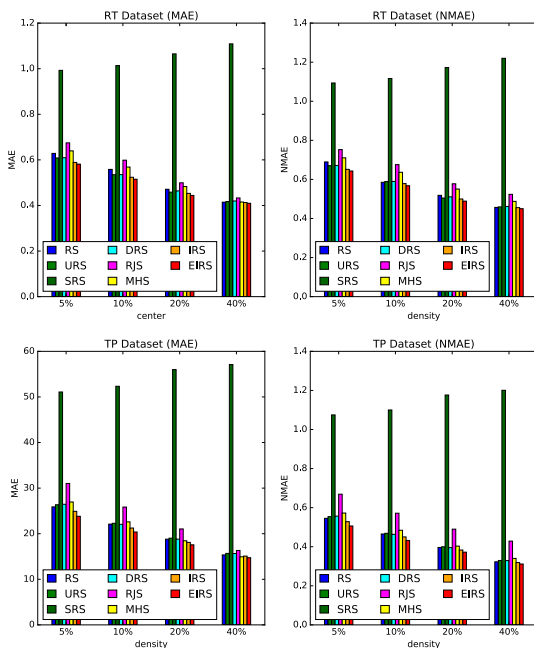 RT Dataset (MAE)
1.2
1.0
0.8
0.6
0.4
0.2
0.0
MAE
RS
URS
SRS
DRS
RJS
MHS
IRS
EIRS
5%
10%
20%
40%
center
RT Dataset (NMAE)
1.4
1.2
1.0
0.8
0.6
0.4
0.2
0.0
NMAE
RS
URS
SRS
DRS
RJS
MHS
IRS
EIRS
5%
10%
20%
40%
density
TP Dataset (MAE)
60
50
40
30
20
10
0
MAE
RS
URS
SRS
DRS
RJS
MHS
IRS
EIRS
5%
10%
20%
40%
density
TP Dataset (NMAE)
1.4
1.2
1.0
0.8
0.6
0.4
0.2
0.0
NMAE
RS
URS
SRS
DRS
RJS
MHS
IRS
EIRS
5%
10%
20%
40%
density